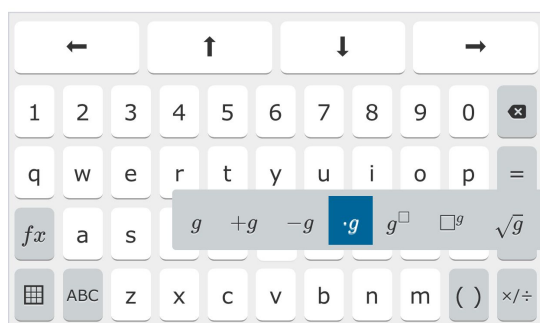 ← ↑ ↓ →
1 2 3 4 5 6 7 8 9 0
q w e r t y u i o p =
g +g −g ·g g^□ □^g √g
fx a s
ABC z x c v b n m ( ) ×/÷